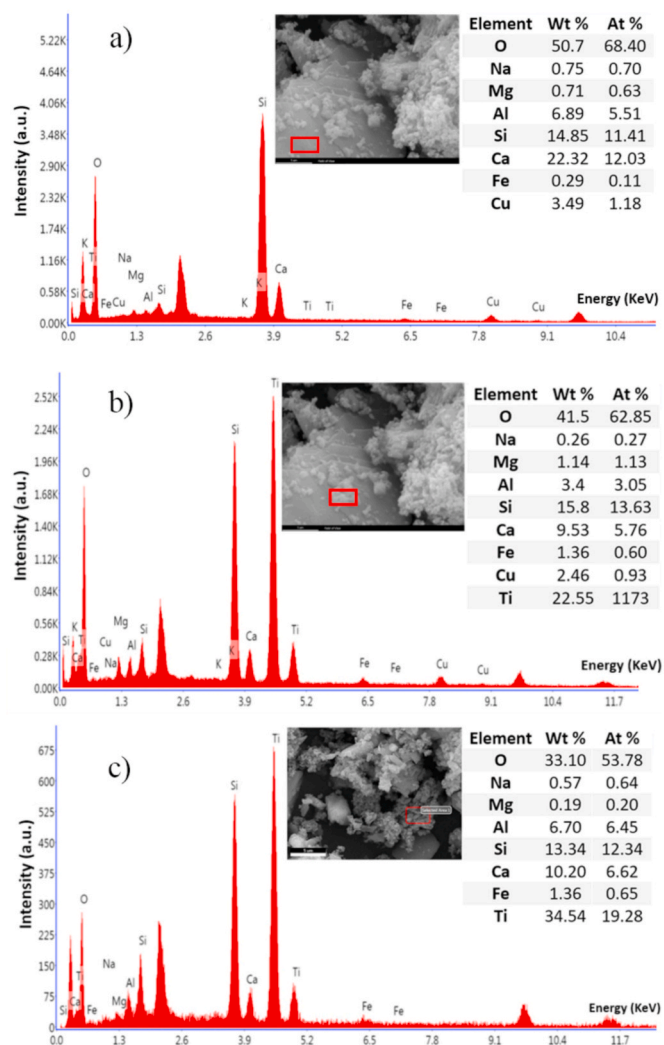 a)
Element Wt % At %
O 50.7 68.40
Na 0.75 0.70
Mg 0.71 0.63
Al 6.89 5.51
Si 14.85 11.41
Ca 22.32 12.03
Fe 0.29 0.11
Cu 3.49 1.18
Intensity (a.u.)
5.22K
4.64K
4.06K
3.48K
2.90K
2.32K
1.74K
1.16K
0.58K
0.00K
Si
O
K
Ti
Na
Mg
Si
Ca
Fe
Cu
Al
Si
K
K
Ca
Ti
Ti
Fe
Fe
Cu
Cu
Energy (KeV)
0.0 1.3 2.6 3.9 5.2 6.5 7.8 9.1 10.4
b)
Element Wt % At %
O 41.5 62.85
Na 0.26 0.27
Mg 1.14 1.13
Al 3.4 3.05
Si 15.8 13.63
Ca 9.53 5.76
Fe 1.36 0.60
Cu 2.46 0.93
Ti 22.55 1173
Intensity (a.u.)
2.52K
2.24K
1.96K
1.68K
1.40K
1.12K
0.84K
0.56K
0.28K
0.00K
Ti
Si
O
K
Mg
Si
Si
Ti
Cu
Ca
Al
Fe
Na
K
K
Ca
Ti
Fe
Fe
Cu
Cu
Energy (KeV)
0.0 1.3 2.6 3.9 5.2 6.5 7.8 9.1 10.4 11.7
c)
Element Wt % At %
O 33.10 53.78
Na 0.57 0.64
Mg 0.19 0.20
Al 6.70 6.45
Si 13.34 12.34
Ca 10.20 6.62
Fe 1.36 0.65
Ti 34.54 19.28
Intensity (a.u.)
675
600
525
450
375
300
225
150
75
0.00
Ti
Si
O
Si
Na
Ti
Al
Ca
Si
Fe
Mg
Ca
Ti
Fe
Fe
Energy (KeV)
0.0 1.3 2.6 3.9 5.2 6.5 7.8 9.1 10.4 11.7